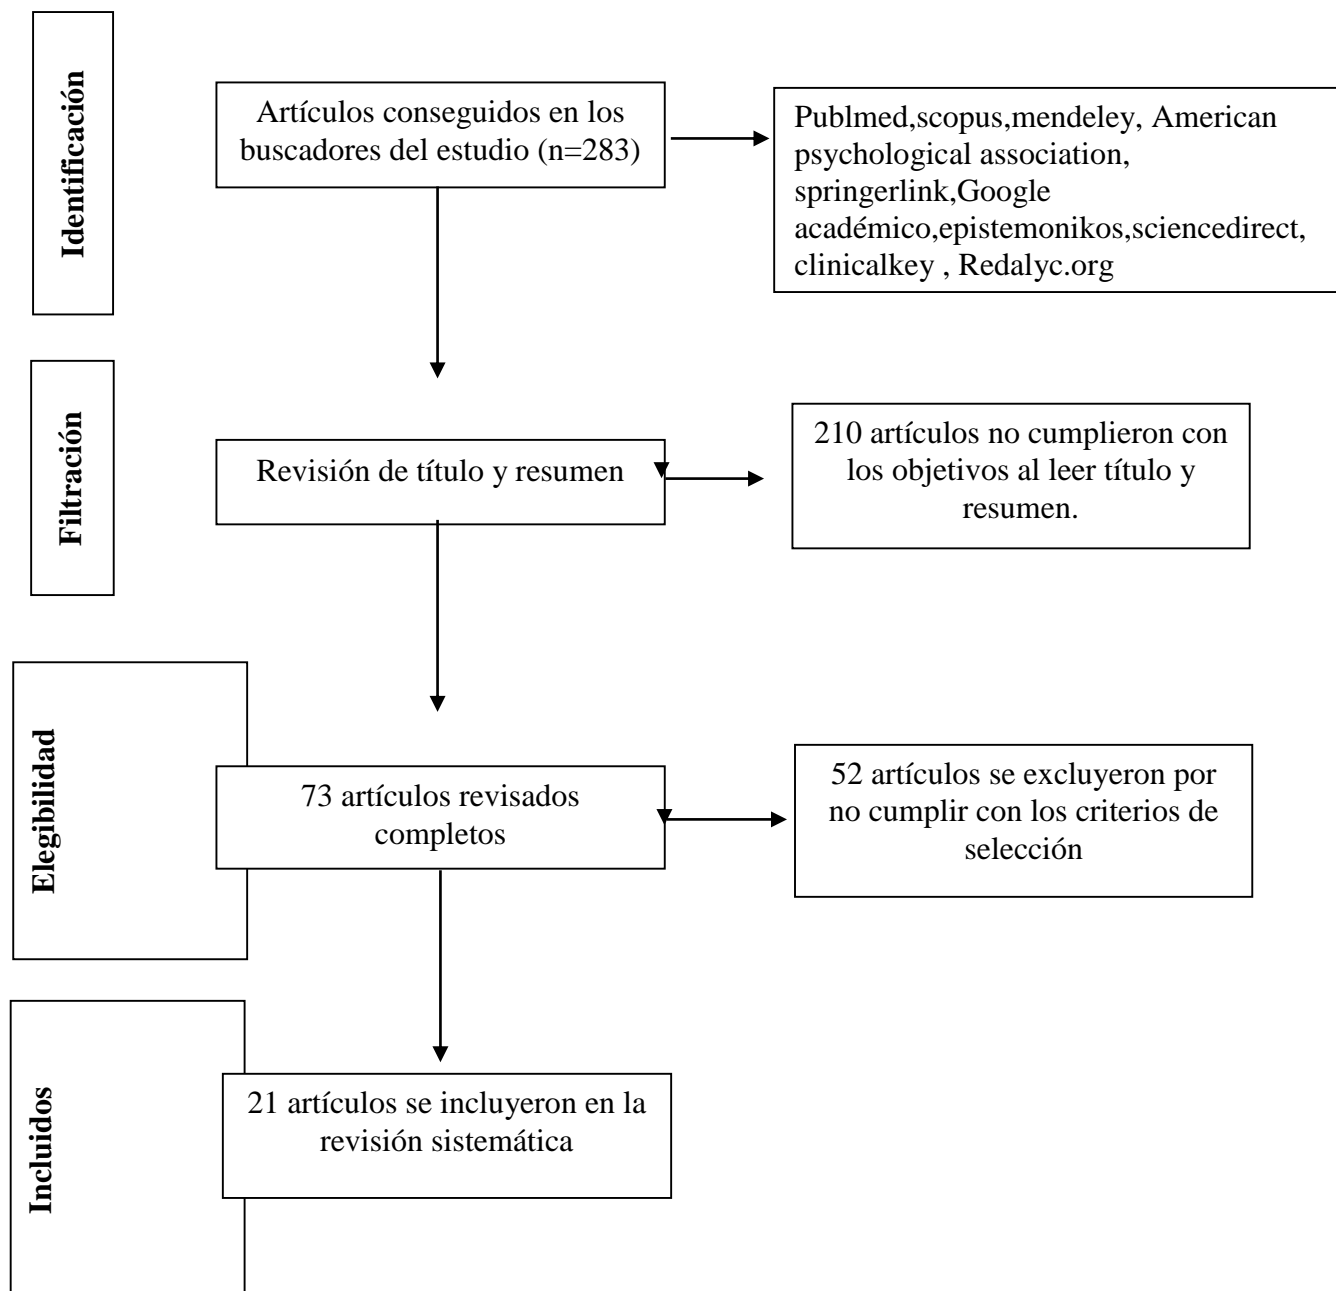 Identificación
Artículos conseguidos en los
buscadores del estudio (n=283)
Publmed,scopus,mendeley, American
psychological association,
springerlink,Google
académico,epistemonikos,sciencedirect,
clinicalkey , Redalyc.org
Filtración
Revisión de título y resumen
210 artículos no cumplieron con
los objetivos al leer título y
resumen.
Elegibilidad
73 artículos revisados
completos
52 artículos se excluyeron por
no cumplir con los criterios de
selección
Incluidos
21 artículos se incluyeron en la
revisión sistemática